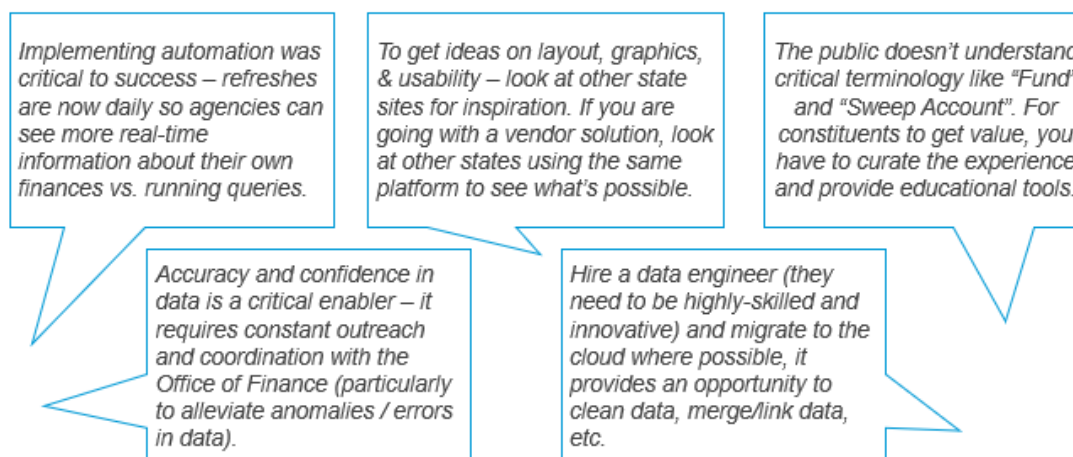 Implementing automation was
critical to success – refreshes
are now daily so agencies can
see more real-time
information about their own
finances vs. running queries.
To get ideas on layout, graphics,
& usability – look at other state
sites for inspiration. If you are
going with a vendor solution, look
at other states using the same
platform to see what's possible.
The public doesn't understand
critical terminology like “Fund”
and “Sweep Account”. For
constituents to get value, you
have to curate the experience
and provide educational tools.
Accuracy and confidence in
data is a critical enabler – it
requires constant outreach
and coordination with the
Office of Finance (particularly
to alleviate anomalies / errors
in data).
Hire a data engineer (they
need to be highly-skilled and
innovative) and migrate to the
cloud where possible, it
provides an opportunity to
clean data, merge/link data,
etc.